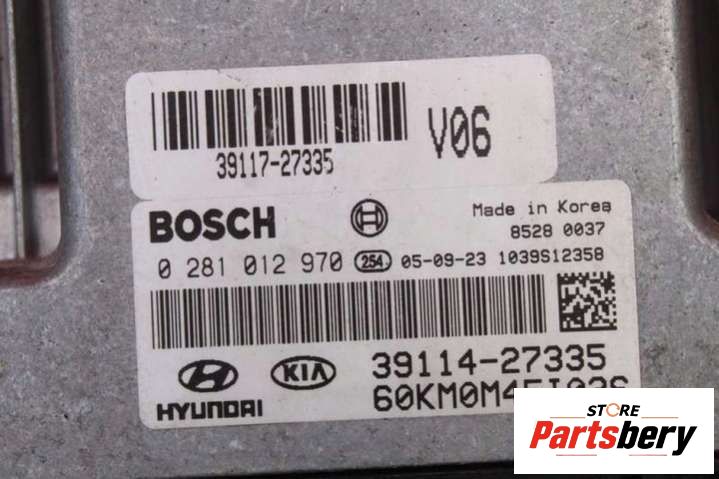 39117-27335
V06
BOSCH
Made in Korea
8528 0037
0 281 012 970 254 05-09-23 1039S12358
HYUNDAI
KIA
39114-27335
STORE
Partsbery